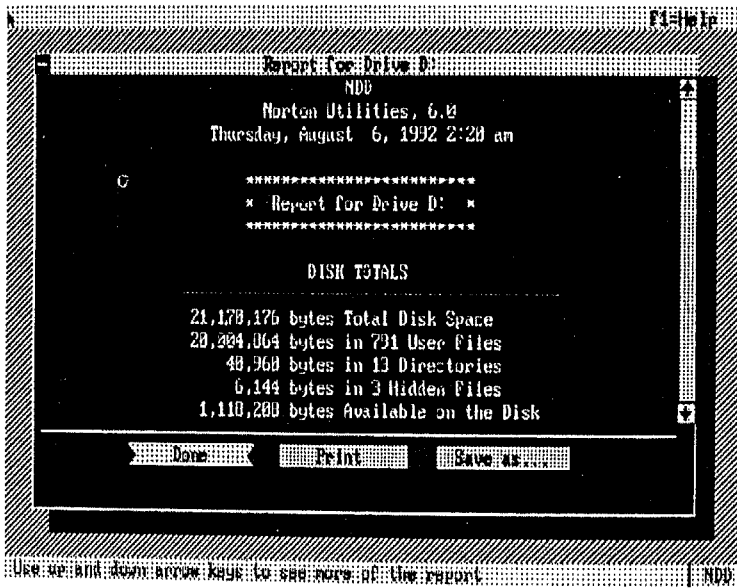 F1=Help
Report for Drive D:
NDD
Norton Utilities, 6.0
Thursday, August  6, 1992 2:20 am
*************************
*  Report for Drive D:  *
*************************
DISK TOTALS
21,170,176 bytes Total Disk Space
20,004,864 bytes in 791 User Files
40,960 bytes in 13 Directories
6,144 bytes in 3 Hidden Files
1,118,208 bytes Available on the Disk
Done Print Save as...
Use up and down arrow keys to see more of the report | NDD